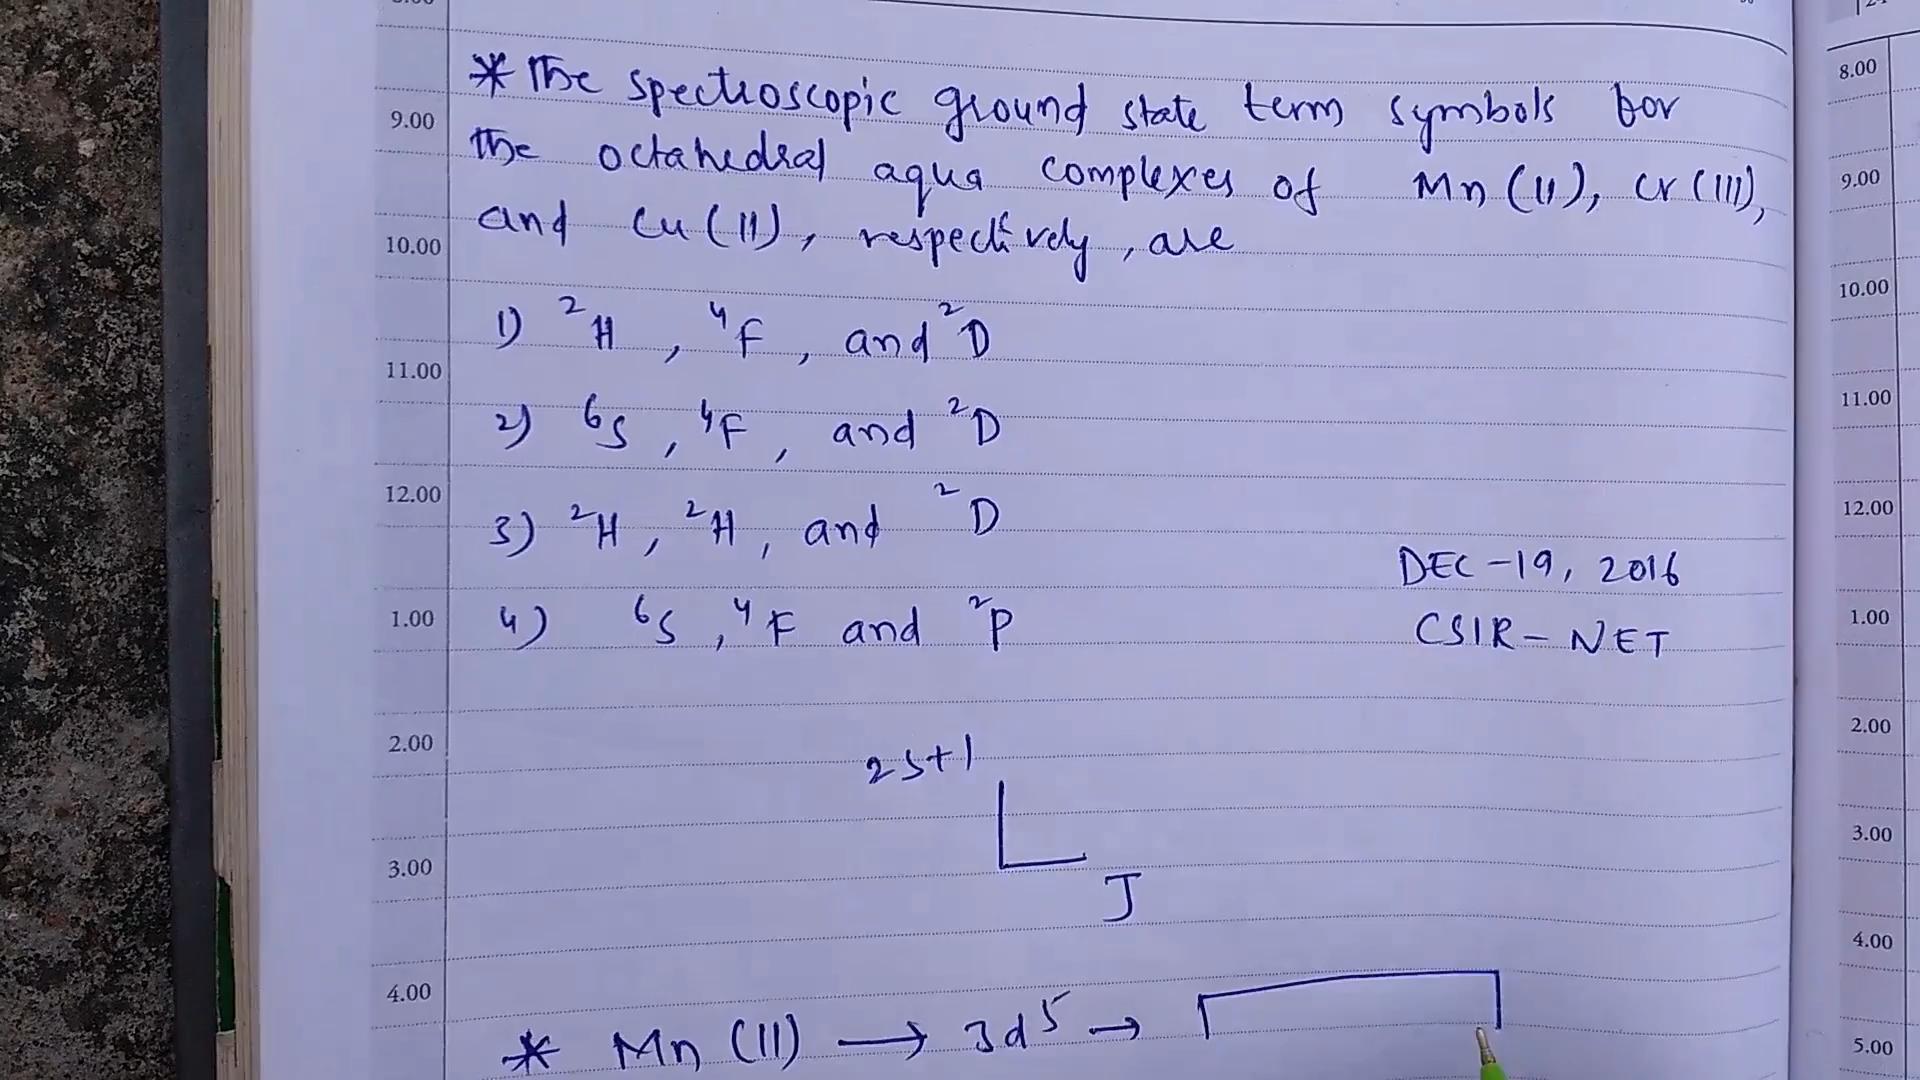 * The spectroscopic ground state term symbols for
the octahedral aqua complexes of Mn (II), Cr (III),
and Cu (II), respectively, are
1) ²H, ⁴F, and ²D
2) ⁶S, ⁴F, and ²D
3) ²H, ²H, and ²D
4) ⁶S, ⁴F and ²P
DEC-19, 2016
CSIR-NET
2S+1
L
J
* Mn (II) → 3d⁵ →
9.00
10.00
11.00
12.00
1.00
2.00
3.00
4.00
8.00
9.00
10.00
11.00
12.00
1.00
2.00
3.00
4.00
5.00